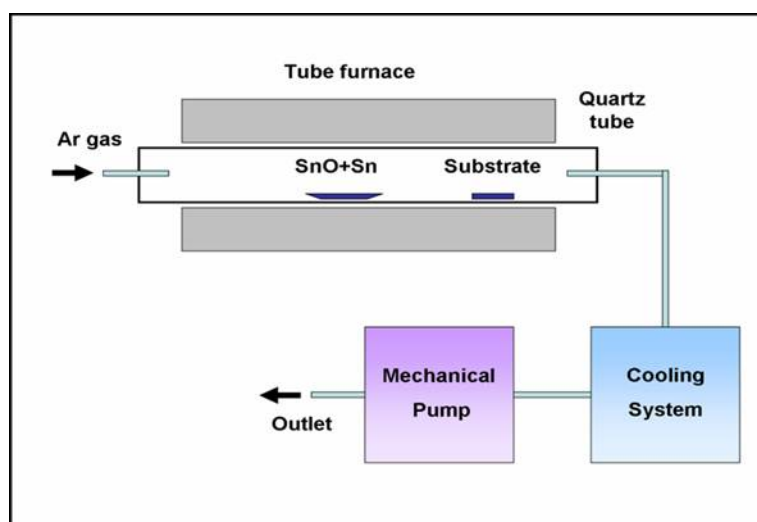 Tube furnace
Quartz
tube
Ar gas
SnO+Sn
Substrate
Mechanical
Pump
Cooling
System
Outlet